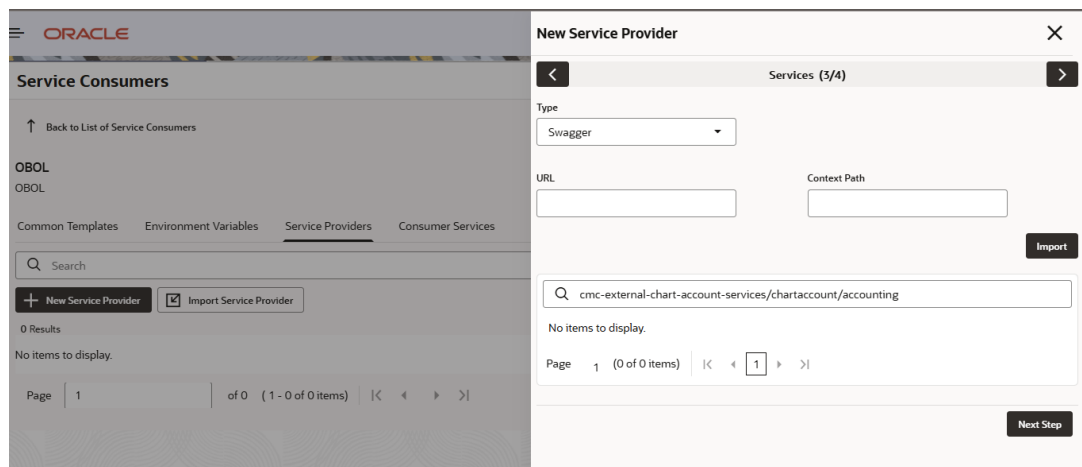 ORACLE
Service Consumers
Back to List of Service Consumers
OBOL
OBOL
Common Templates Environment Variables Service Providers Consumer Services
Search
New Service Provider Import Service Provider
0 Results
No items to display.
Page 1 of 0 ( 1 - 0 of 0 items)
New Service Provider
Services (3/4)
Type
Swagger
URL Context Path
Import
cmc-external-chart-account-services/chartaccount/accounting
No items to display.
Page 1 (0 of 0 items) 1
Next Step